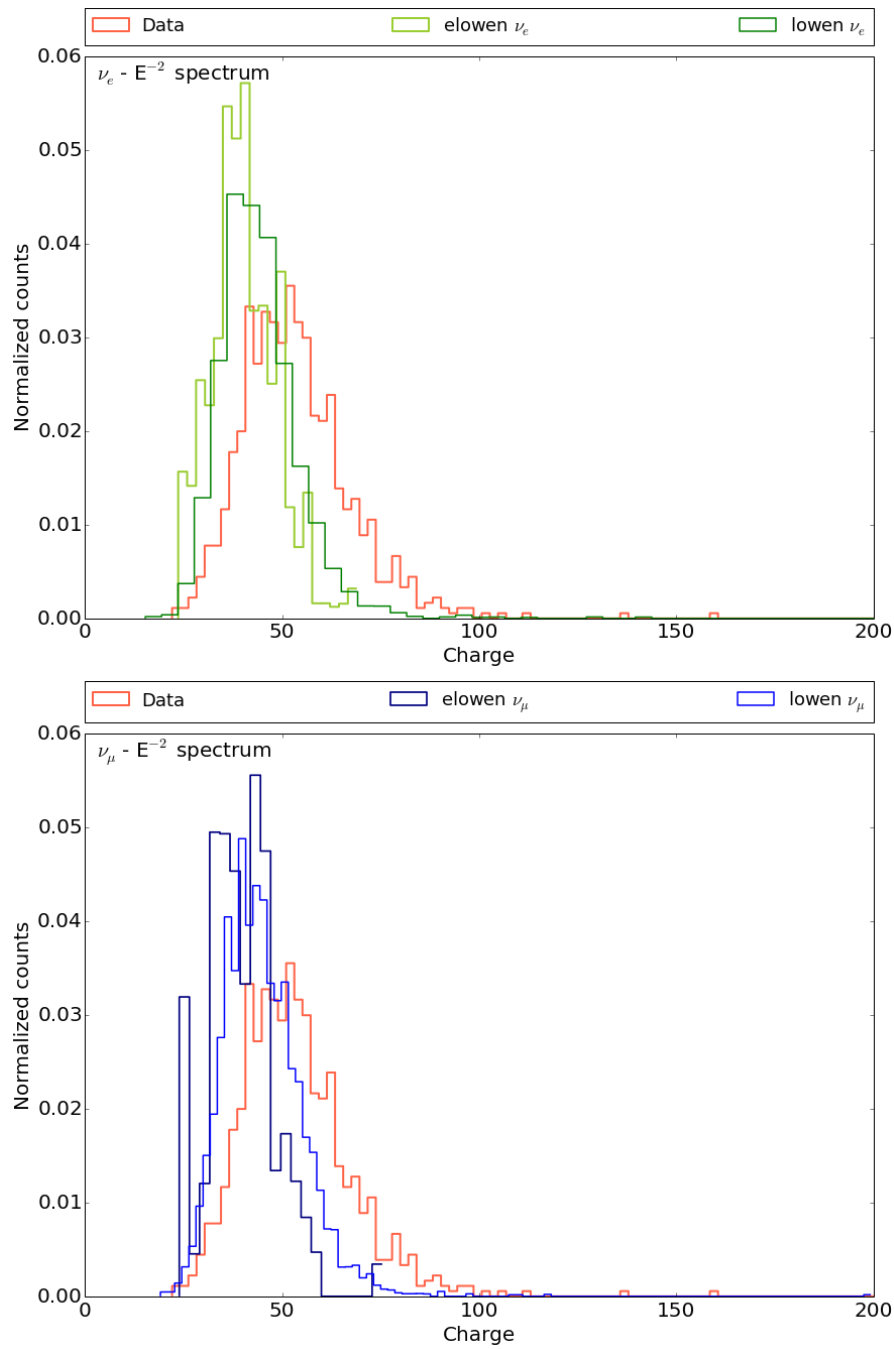 Data elowen νₑ lowen νₑ
νₑ - E⁻² spectrum
0.06
0.05
0.04
0.03
0.02
0.01
0.00
Normalized counts
0 50 100 150 200
Charge
Data elowen ν_μ lowen ν_μ
ν_μ - E⁻² spectrum
0.06
0.05
0.04
0.03
0.02
0.01
0.00
Normalized counts
0 50 100 150 200
Charge